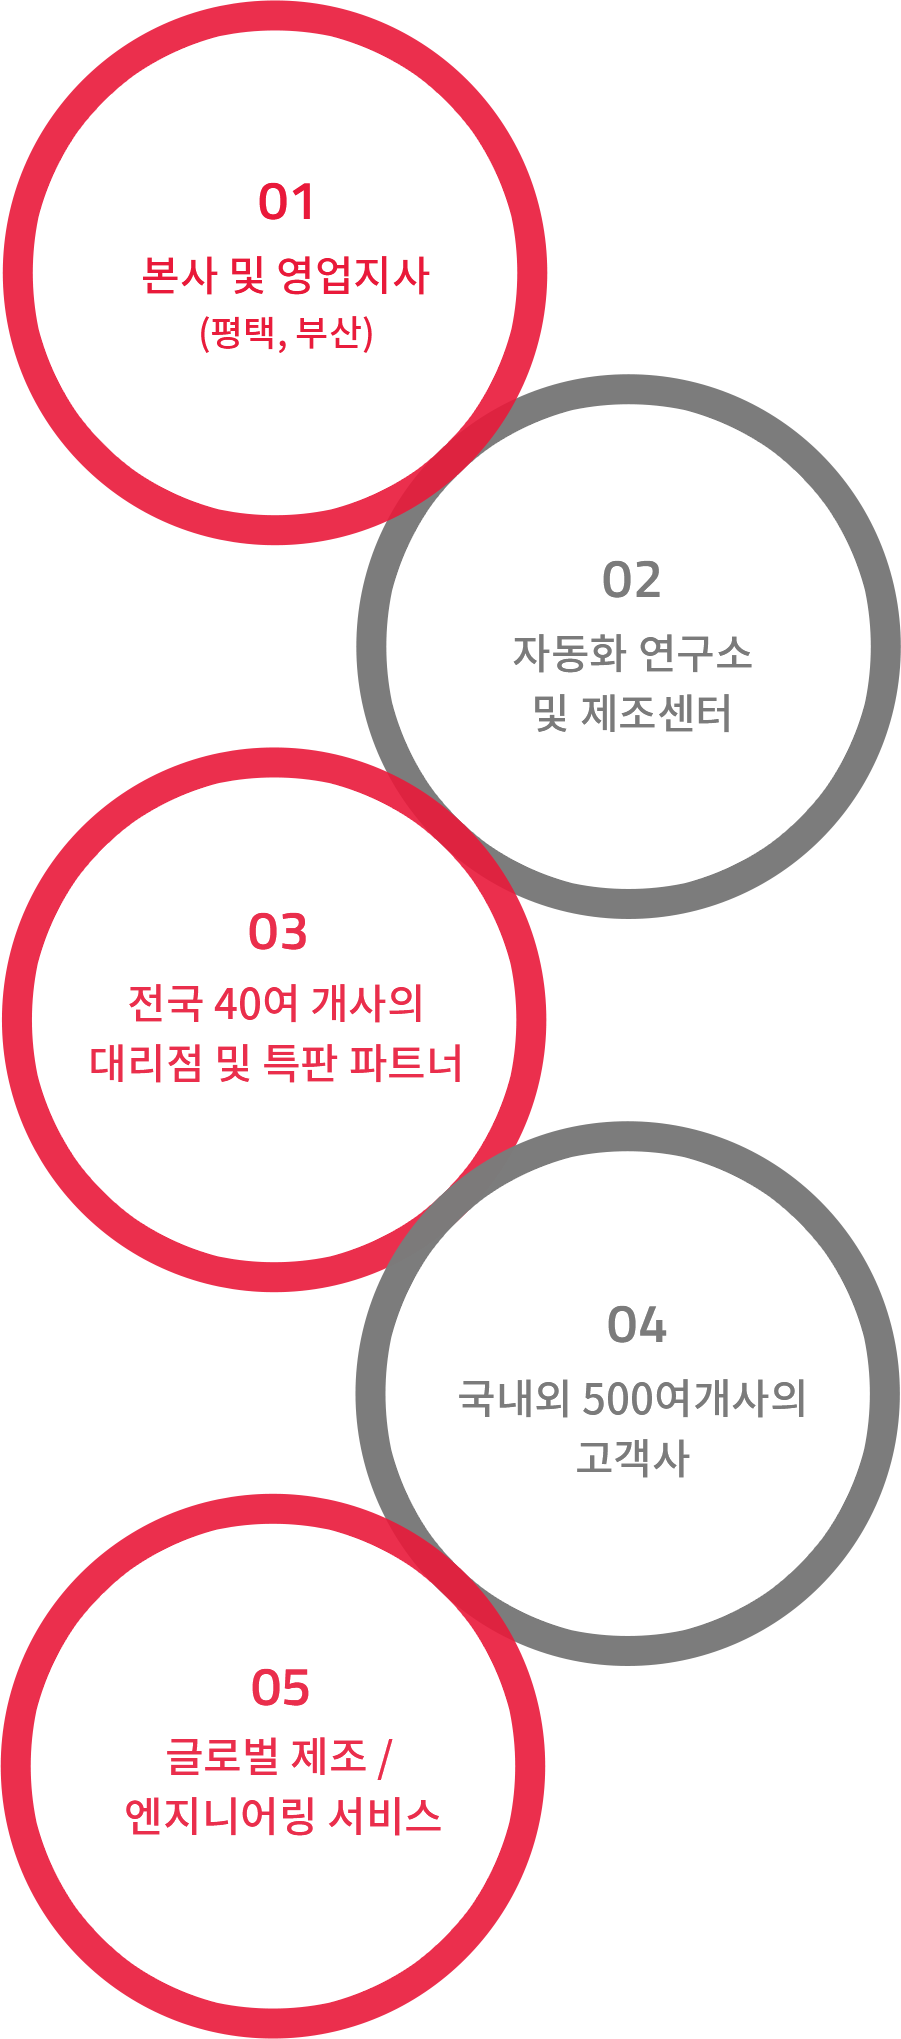 01
본사 및 영업지사
(평택, 부산)
02
자동화 연구소
및 제조센터
03
전국 40여 개사의
대리점 및 특판 파트너
04
국내외 500여개사의
고객사
05
글로벌 제조 /
엔지니어링 서비스